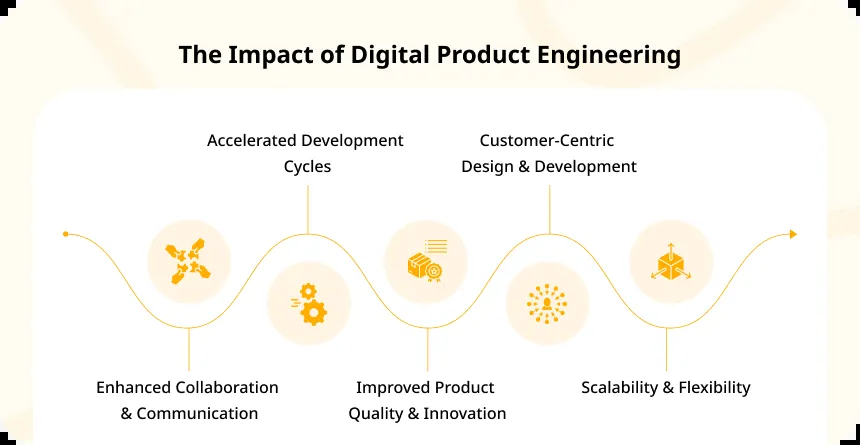 The Impact of Digital Product Engineering
Accelerated Development
Cycles
Customer-Centric
Design & Development
Enhanced Collaboration
& Communication
Improved Product
Quality & Innovation
Scalability & Flexibility